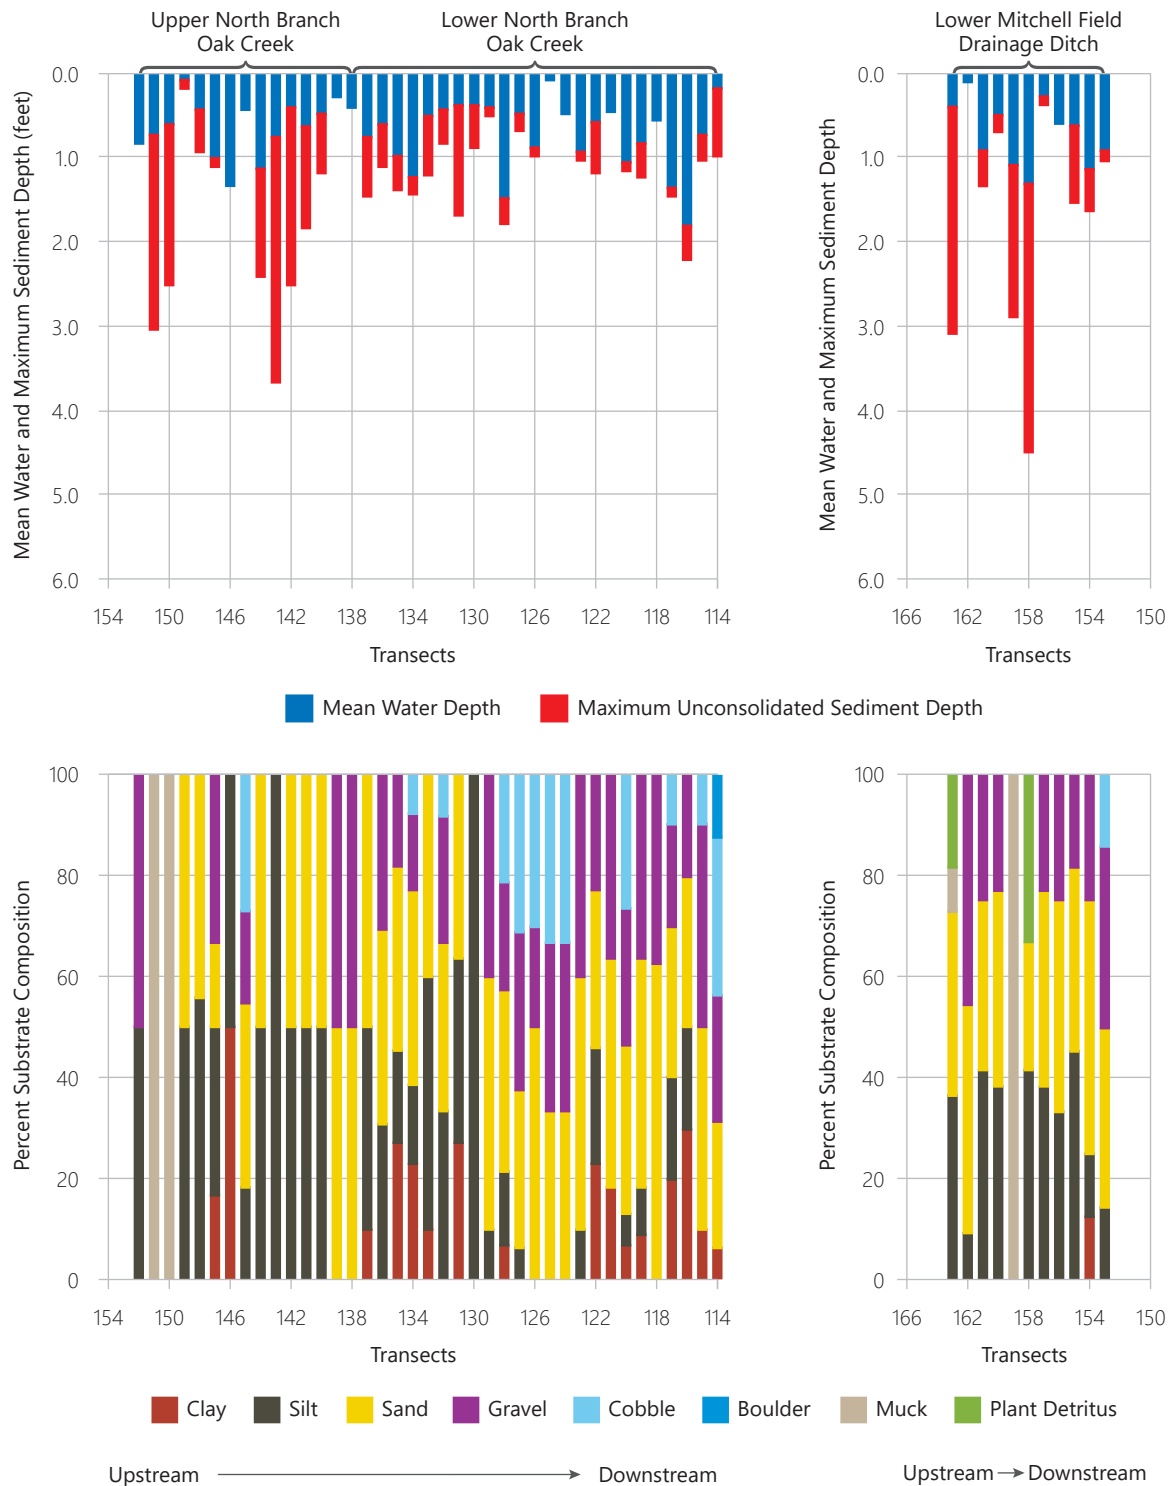 Upper North Branch
Oak Creek
Lower North Branch
Oak Creek
Mean Water and Maximum Sediment Depth (feet)
0.0
1.0
2.0
3.0
4.0
5.0
6.0
154 150 146 142 138 134 130 126 122 118 114
Transects
Lower Mitchell Field
Drainage Ditch
Mean Water and Maximum Sediment Depth
0.0
1.0
2.0
3.0
4.0
5.0
6.0
166 162 158 154 150
Transects
Mean Water Depth
Maximum Unconsolidated Sediment Depth
Percent Substrate Composition
100
80
60
40
20
0
154 150 146 142 138 134 130 126 122 118 114
Transects
Percent Substrate Composition
100
80
60
40
20
0
166 162 158 154 150
Transects
Clay Silt Sand Gravel Cobble Boulder Muck Plant Detritus
Upstream Downstream
Upstream Downstream